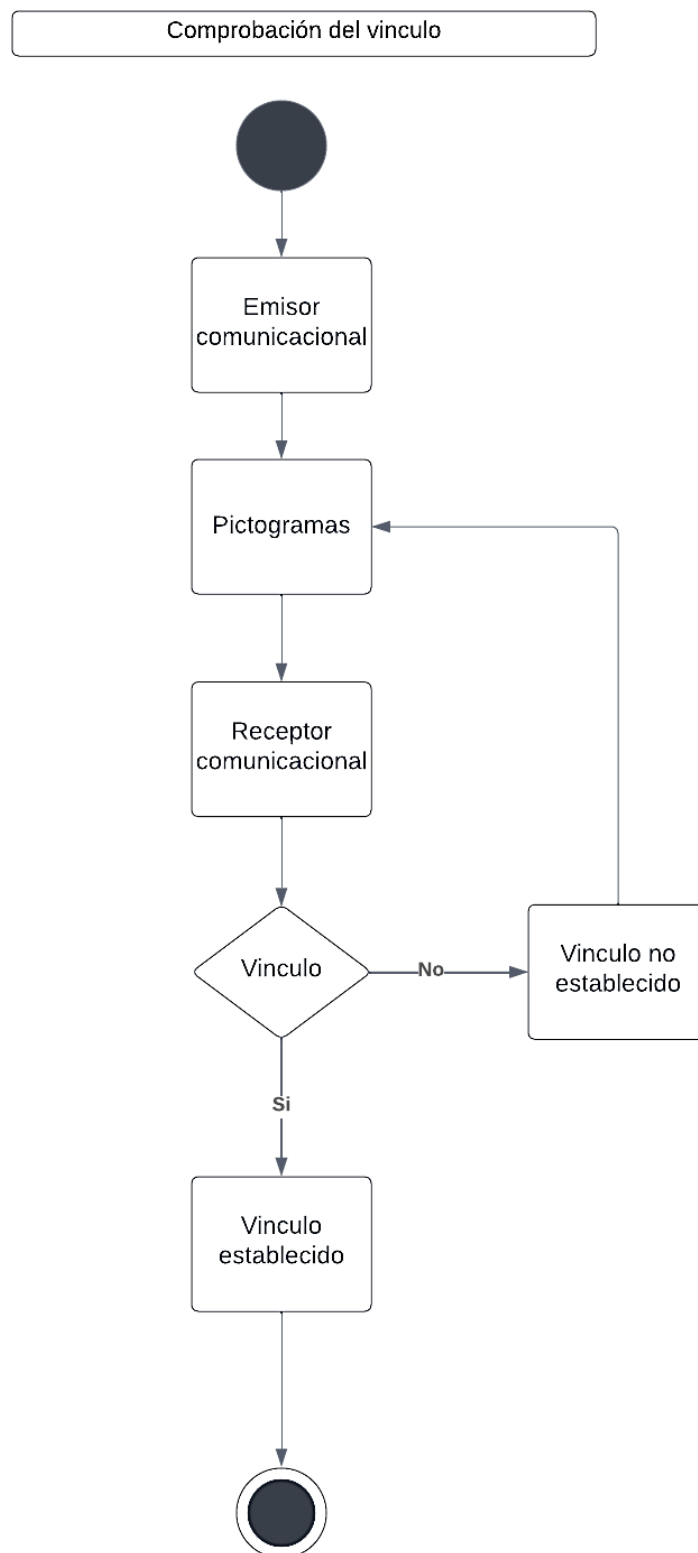 Comprobación del vinculo
Emisor
comunicacional
Pictogramas
Receptor
comunicacional
Vinculo
No
Vinculo no
establecido
Si
Vinculo
establecido